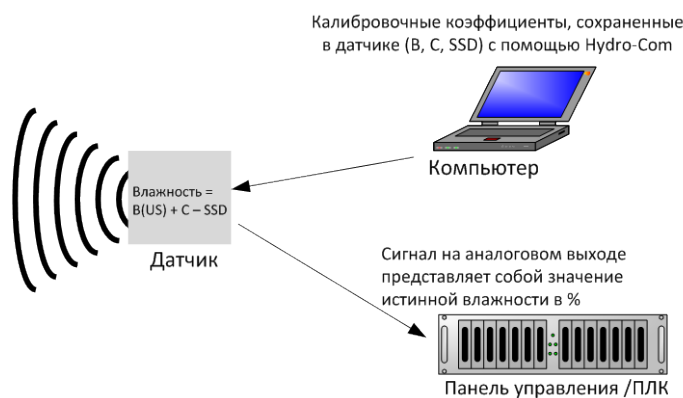 Калибровочные коэффициенты, сохраненные
в датчике (B, C, SSD) с помощью Hydro-Com
Компьютер
Влажность =
B(US) + C – SSD
Датчик
Сигнал на аналоговом выходе
представляет собой значение
истинной влажности в %
Панель управления /ПЛК